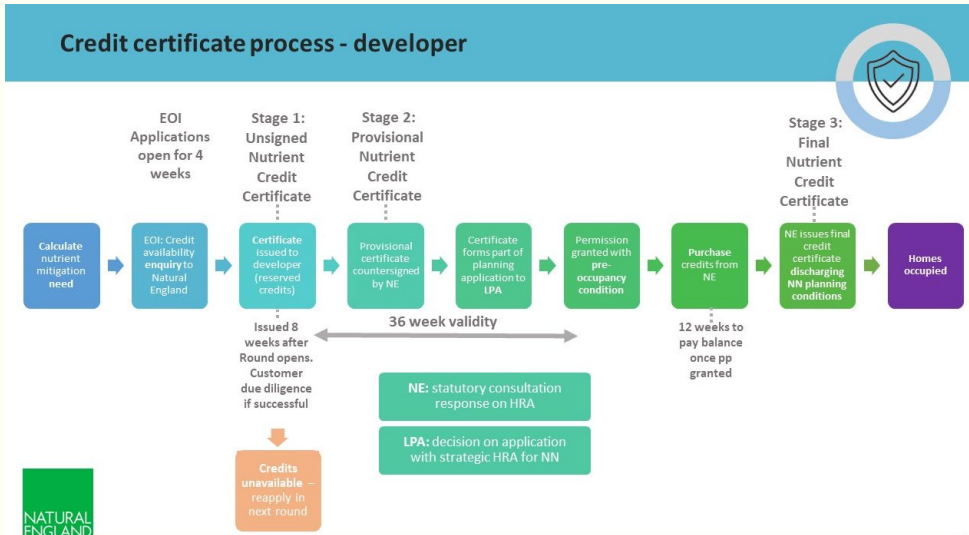 Credit certificate process - developer
EOI
Applications
open for 4
weeks
Stage 1:
Unsigned
Nutrient
Credit
Certificate
Stage 2:
Provisional
Nutrient
Credit
Certificate
Stage 3:
Final
Nutrient
Credit
Certificate
Calculate
nutrient
mitigation
need
EOI: Credit
availability
enquiry to
Natural
England
Certificate
issued to
developer
(reserved
credits)
Provisional
certificate
countersigned
by NE
Certificate
forms part of
planning
application to
LPA
Permission
granted with
pre-
occupancy
condition
Purchase
credits from
NE
NE issues final
credit
certificate
discharging
NN planning
conditions
Homes
occupied
Issued 8
weeks after
Round opens.
Customer
due diligence
if successful
36 week validity
12 weeks to
pay balance
once pp
granted
NE: statutory consultation
response on HRA
LPA: decision on application
with strategic HRA for NN
Credits
unavailable –
reapply in
next round
NATURAL
ENGLAND